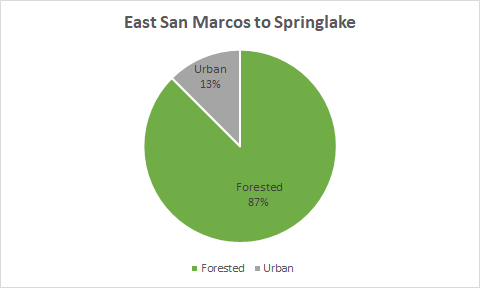 East San Marcos to Springlake
Urban
13%
Forested
87%
Forested Urban